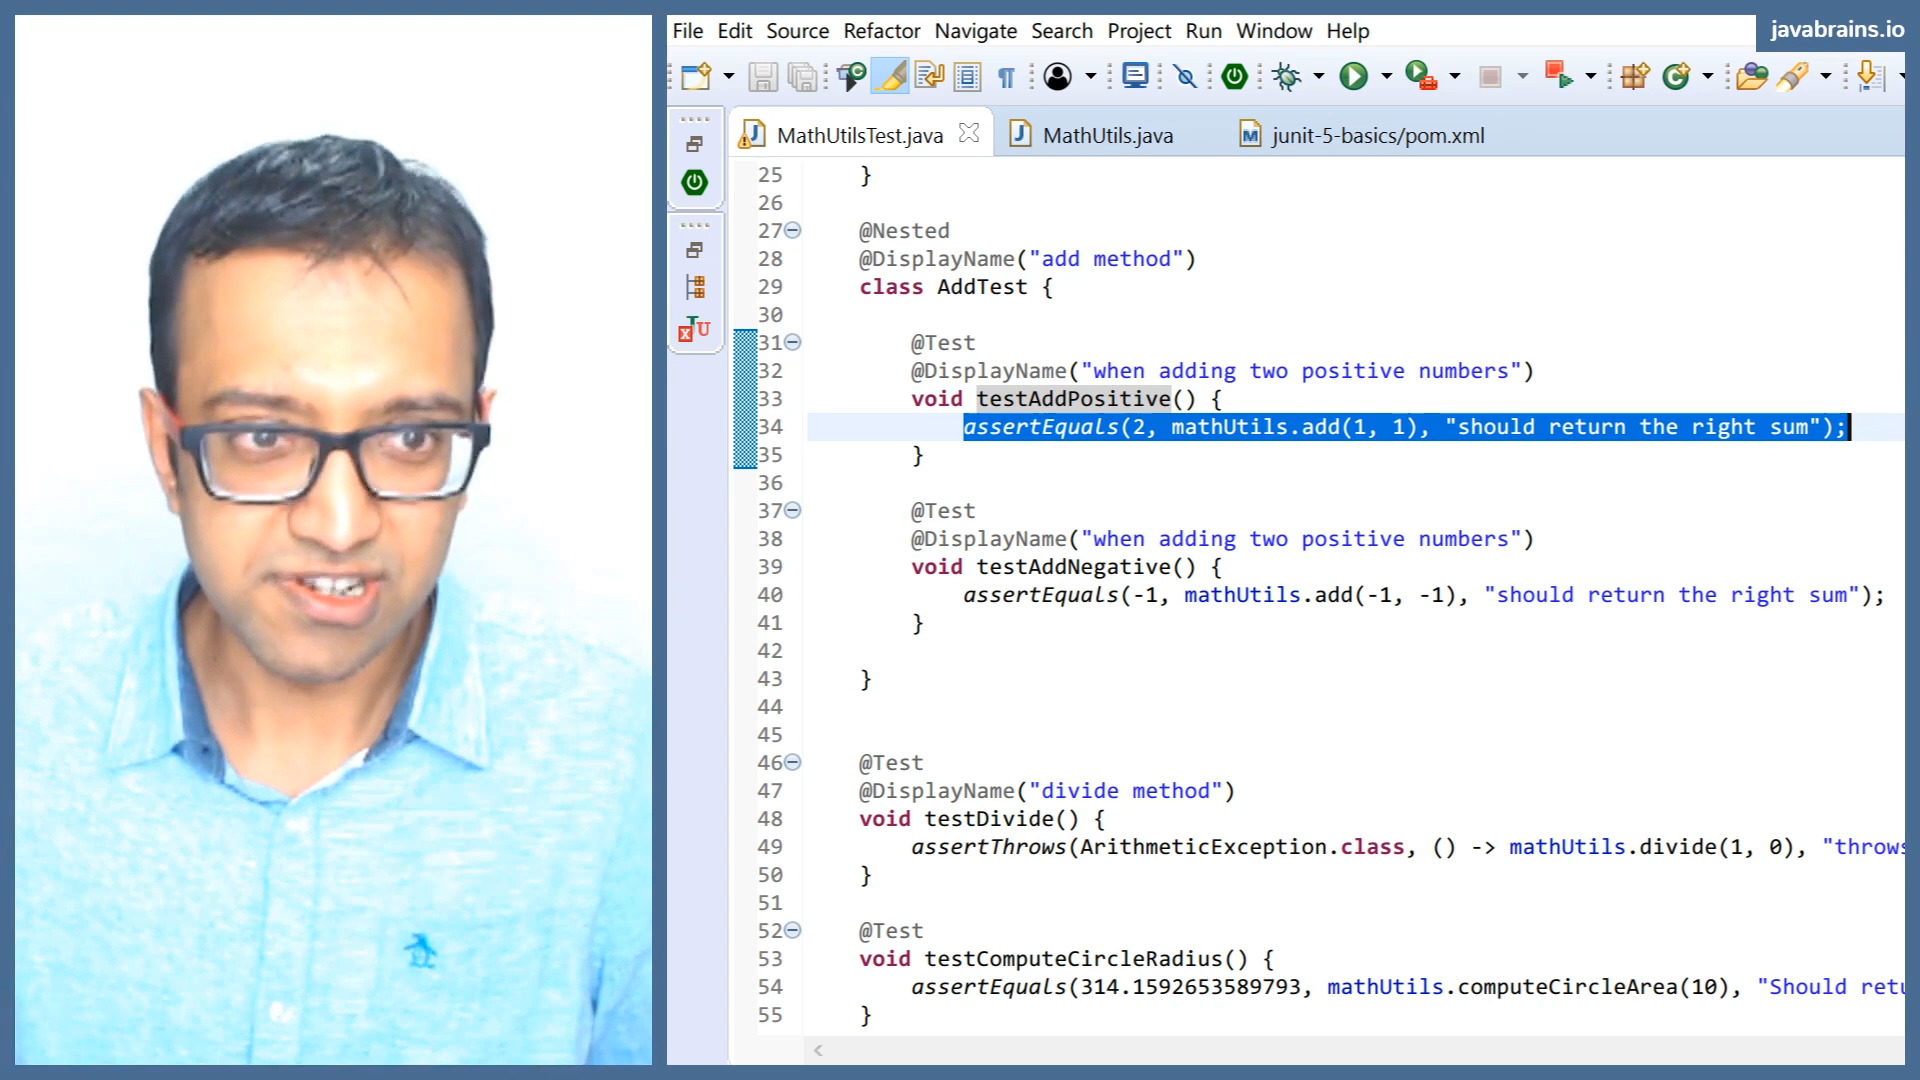 javabrains.io
File Edit Source Refactor Navigate Search Project Run Window Help
MathUtilsTest.java MathUtils.java junit-5-basics/pom.xml
25 }
26
27 @Nested
28 @DisplayName("add method")
29 class AddTest {
30
31 @Test
32 @DisplayName("when adding two positive numbers")
33 void testAddPositive() {
34 assertEquals(2, mathUtils.add(1, 1), "should return the right sum");
35 }
36
37 @Test
38 @DisplayName("when adding two positive numbers")
39 void testAddNegative() {
40 assertEquals(-1, mathUtils.add(-1, -1), "should return the right sum");
41 }
42
43 }
44
45
46 @Test
47 @DisplayName("divide method")
48 void testDivide() {
49 assertThrows(ArithmeticException.class, () -> mathUtils.divide(1, 0), "throws
50 }
51
52 @Test
53 void testComputeCircleRadius() {
54 assertEquals(314.1592653589793, mathUtils.computeCircleArea(10), "Should retu
55 }